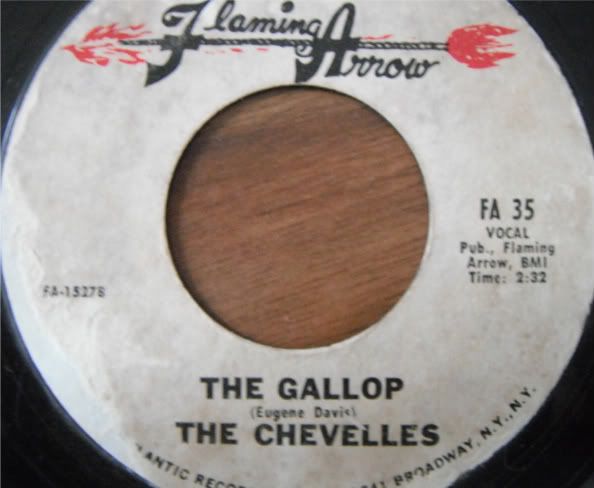 Flaming
Arrow
FA 35
VOCAL
Pub., Flaming
Arrow, BMI
Time: 2:32
FA-15278
THE GALLOP
(Eugene Davis)
THE CHEVELLES
BROADWAY, N.Y., N.Y.